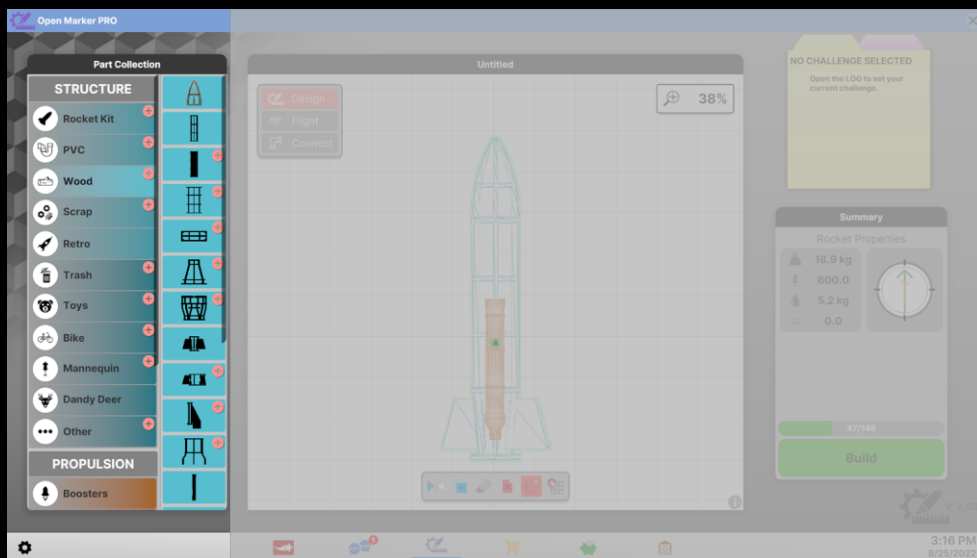 Open Marker PRO
Part Collection
STRUCTURE
Rocket Kit
PVC
Wood
Scrap
Retro
Trash
Toys
Bike
Mannequin
Dandy Deer
Other
PROPULSION
Boosters
Untitled
Design
Flight
Connect
38%
NO CHALLENGE SELECTED
Open the LOG to set your
current challenge.
Summary
Rocket Properties
18.9 kg
600.0
5.2 kg
0.0
47/146
Build
3:16 PM